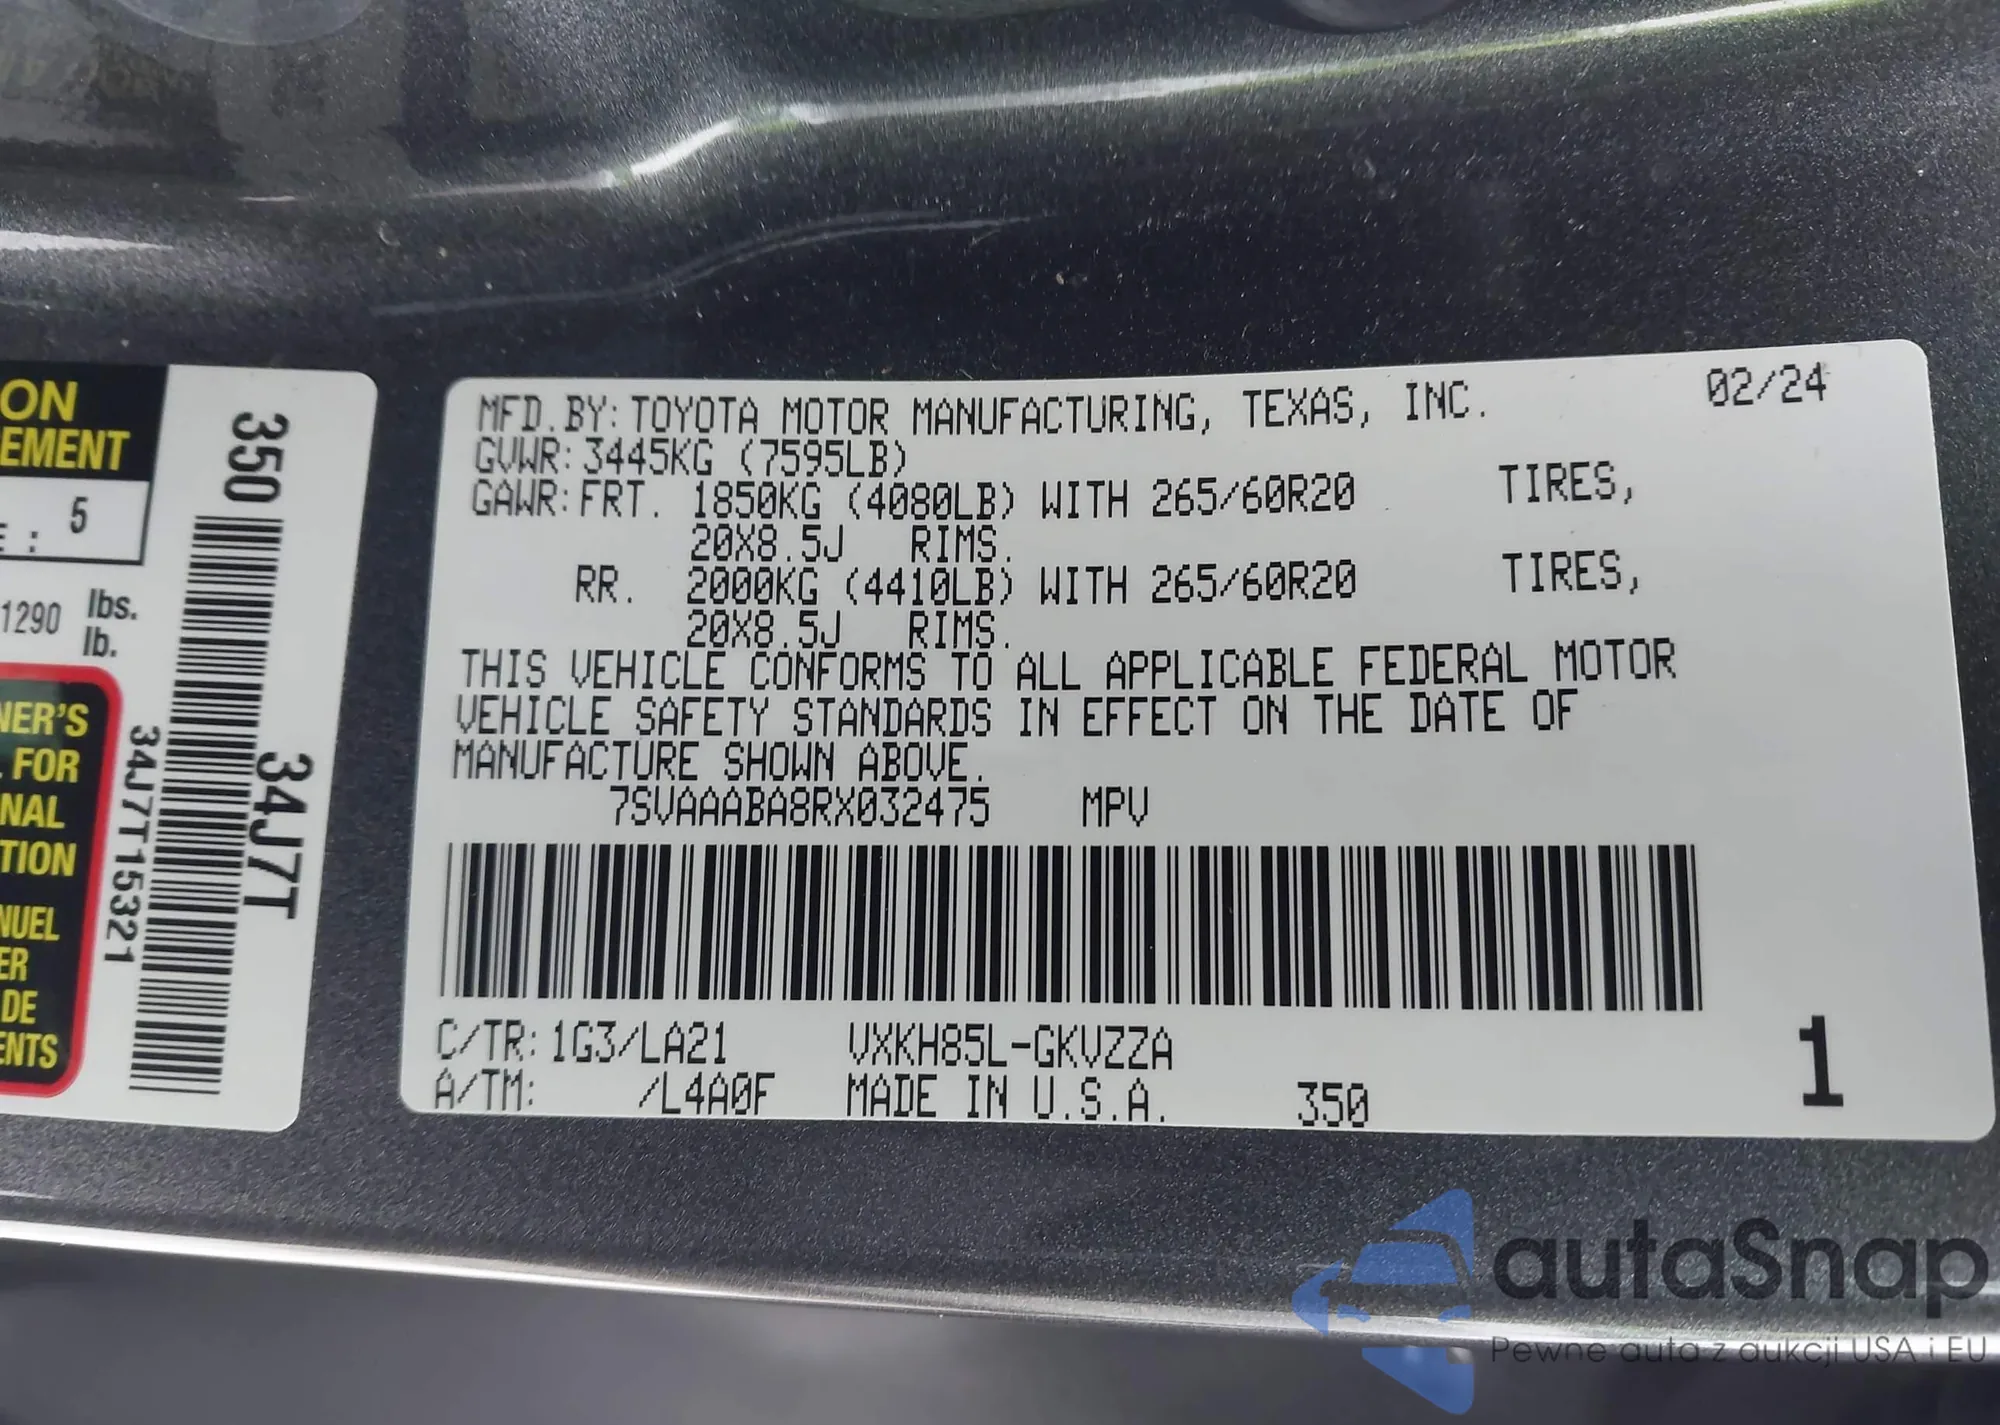 ON
EMENT
E : 5
1290 lbs.
lb.
NER'S
FOR
NAL
TION
NUEL
ER
DE
ENTS
350
34J7T
34J7T15321
MFD.BY: TOYOTA MOTOR MANUFACTURING, TEXAS, INC. 02/24
GVWR: 3445KG (7595LB)
GAWR: FRT. 1850KG (4080LB) WITH 265/60R20 TIRES,
20X8.5J RIMS.
RR. 2000KG (4410LB) WITH 265/60R20 TIRES,
20X8.5J RIMS.
THIS VEHICLE CONFORMS TO ALL APPLICABLE FEDERAL MOTOR
VEHICLE SAFETY STANDARDS IN EFFECT ON THE DATE OF
MANUFACTURE SHOWN ABOVE.
7SVAAABA8RX032475 MPV
C/TR: 1G3/LA21 VXKH85L-GKVZZA 1
A/TM: /L4A0F MADE IN U.S.A. 350
autaSnap
Pewne auta z aukcji USA i EU